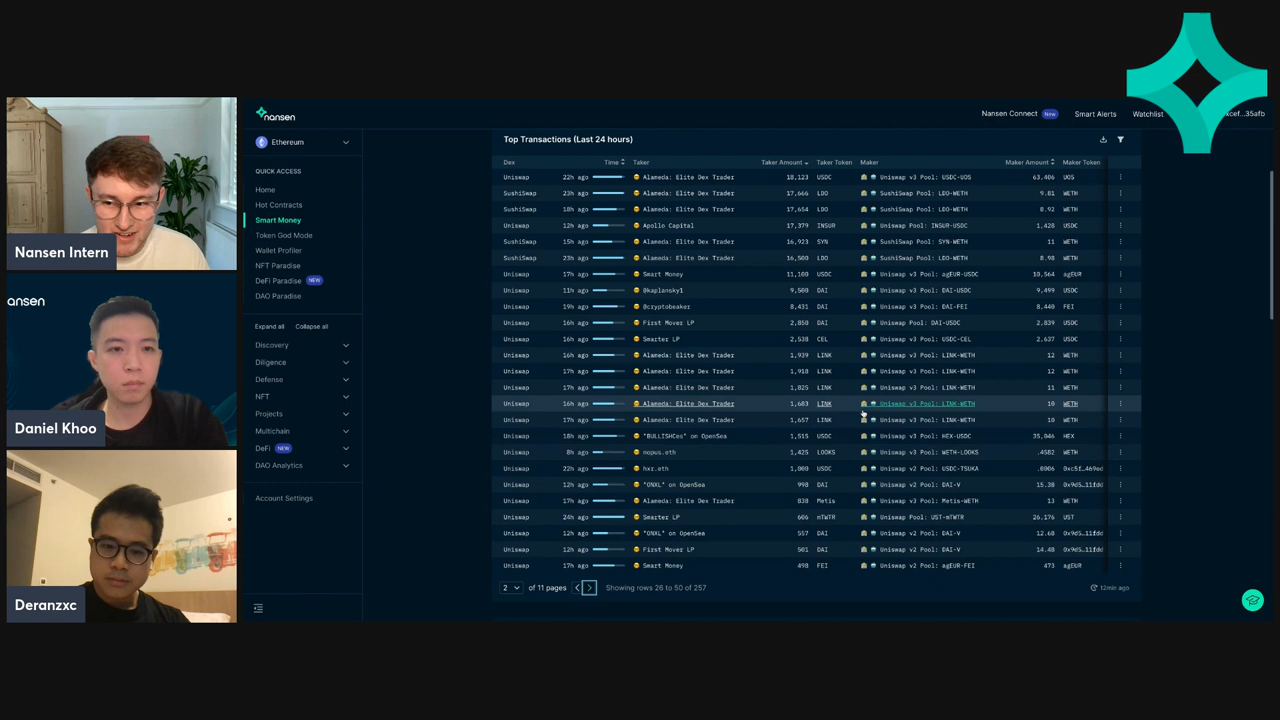 Nansen Intern
ansen
Daniel Khoo
Deranzxc
nansen
Nansen Connect New Smart Alerts Watchlist xcef...35afb
Ethereum
QUICK ACCESS
Home
Hot Contracts
Smart Money
Token God Mode
Wallet Profiler
NFT Paradise
DeFi Paradise NEW
DAO Paradise
Expand all Collapse all
Discovery
Diligence
Defense
NFT
Projects
Multichain
DeFi NEW
DAO Analytics
Account Settings
Top Transactions (Last 24 hours)
Dex Time Taker Taker Amount Taker Token Maker Maker Amount Maker Token
Uniswap 22h ago Alameda: Elite Dex Trader 18,123 USDC Uniswap v3 Pool: USDC-UOS 63,406 UOS
SushiSwap 23h ago Alameda: Elite Dex Trader 17,666 LDO SushiSwap Pool: LDO-WETH 9.81 WETH
SushiSwap 18h ago Alameda: Elite Dex Trader 17,654 LDO SushiSwap Pool: LDO-WETH 8.92 WETH
Uniswap 12h ago Apollo Capital 17,379 INSUR Uniswap Pool: INSUR-USDC 1,428 USDC
SushiSwap 15h ago Alameda: Elite Dex Trader 16,923 SYN SushiSwap Pool: SYN-WETH 11 WETH
SushiSwap 23h ago Alameda: Elite Dex Trader 16,500 LDO SushiSwap Pool: LDO-WETH 8.98 WETH
Uniswap 17h ago Smart Money 11,100 USDC Uniswap v3 Pool: agEUR-USDC 10,564 agEUR
Uniswap 11h ago @kaplansky1 9,500 DAI Uniswap v3 Pool: DAI-USDC 9,499 USDC
Uniswap 19h ago @cryptobeaker 8,431 DAI Uniswap v3 Pool: DAI-FEI 8,440 FEI
Uniswap 16h ago First Mover LP 2,850 DAI Uniswap Pool: DAI-USDC 2,839 USDC
Uniswap 16h ago Smarter LP 2,538 CEL Uniswap v3 Pool: USDC-CEL 2,637 USDC
Uniswap 16h ago Alameda: Elite Dex Trader 1,939 LINK Uniswap v3 Pool: LINK-WETH 12 WETH
Uniswap 17h ago Alameda: Elite Dex Trader 1,918 LINK Uniswap v3 Pool: LINK-WETH 12 WETH
Uniswap 17h ago Alameda: Elite Dex Trader 1,825 LINK Uniswap v3 Pool: LINK-WETH 11 WETH
Uniswap 16h ago Alameda: Elite Dex Trader 1,683 LINK Uniswap v3 Pool: LINK-WETH 10 WETH
Uniswap 17h ago Alameda: Elite Dex Trader 1,657 LINK Uniswap v3 Pool: LINK-WETH 10 WETH
Uniswap 18h ago "BULLISHCes" on OpenSea 1,515 USDC Uniswap v3 Pool: HEX-USDC 35,046 HEX
Uniswap 8h ago nopus.eth 1,425 LOOKS Uniswap v3 Pool: WETH-LOOKS .4582 WETH
Uniswap 22h ago hxr.eth 1,000 USDC Uniswap v2 Pool: USDC-TSUKA .0006 0xc5f…469ed
Uniswap 12h ago "ONXL" on OpenSea 998 DAI Uniswap v2 Pool: DAI-V 15.38 0x9d5…11fdd
Uniswap 17h ago Alameda: Elite Dex Trader 838 Metis Uniswap v3 Pool: Metis-WETH 13 WETH
Uniswap 24h ago Smarter LP 606 mTWTR Uniswap Pool: UST-mTWTR 26,176 UST
Uniswap 12h ago "ONXL" on OpenSea 557 DAI Uniswap v2 Pool: DAI-V 12.68 0x9d5…11fdd
Uniswap 12h ago First Mover LP 501 DAI Uniswap v2 Pool: DAI-V 14.48 0x9d5…11fdd
Uniswap 17h ago Smart Money 498 FEI Uniswap v2 Pool: agEUR-FEI 473 agEUR
2 of 11 pages Showing rows 26 to 50 of 257 12min ago